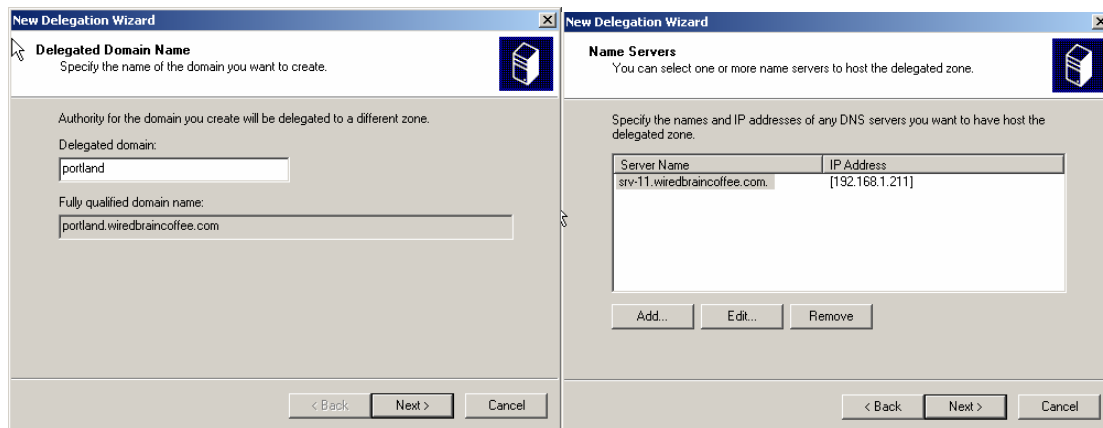 New Delegation Wizard
Delegated Domain Name
Specify the name of the domain you want to create.
Authority for the domain you create will be delegated to a different zone.
Delegated domain:
portland
Fully qualified domain name:
portland.wiredbraincoffee.com
< Back
Next >
Cancel
New Delegation Wizard
Name Servers
You can select one or more name servers to host the delegated zone.
Specify the names and IP addresses of any DNS servers you want to have host the
delegated zone.
Server Name IP Address
srv-11.wiredbraincoffee.com. [192.168.1.211]
Add... Edit... Remove
< Back Next > Cancel